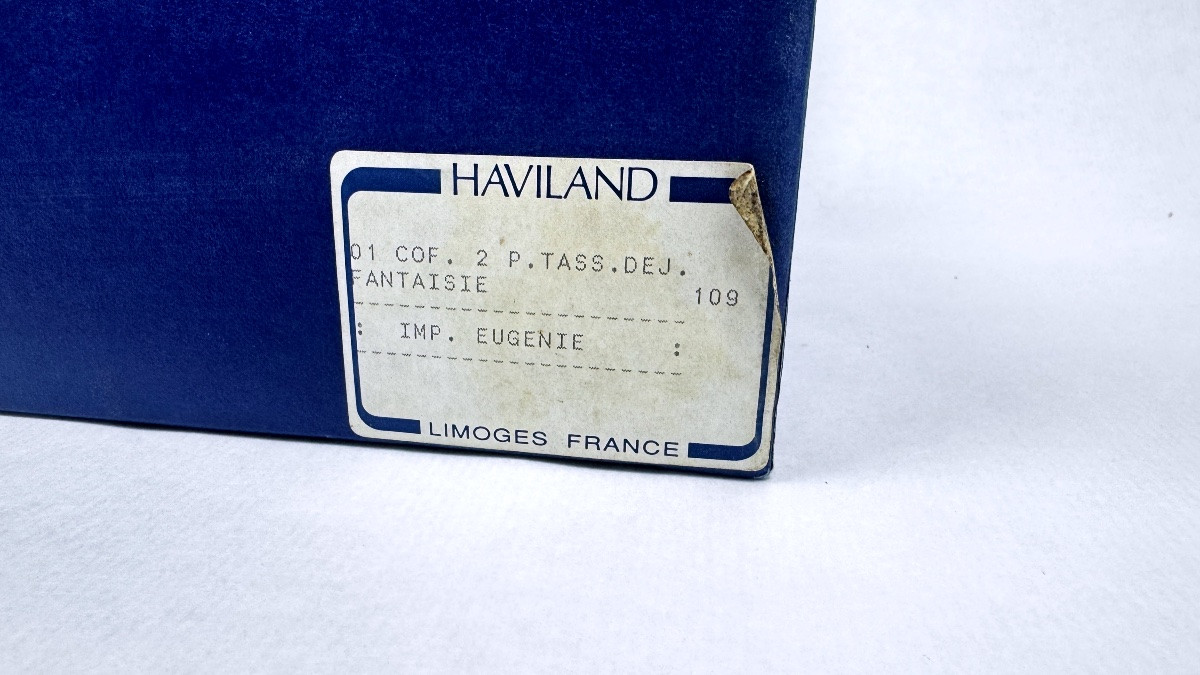 HAVILAND
01 COF. 2 P.TASS.DEJ.
FANTAISIE 109
: IMP. EUGENIE :
LIMOGES FRANCE